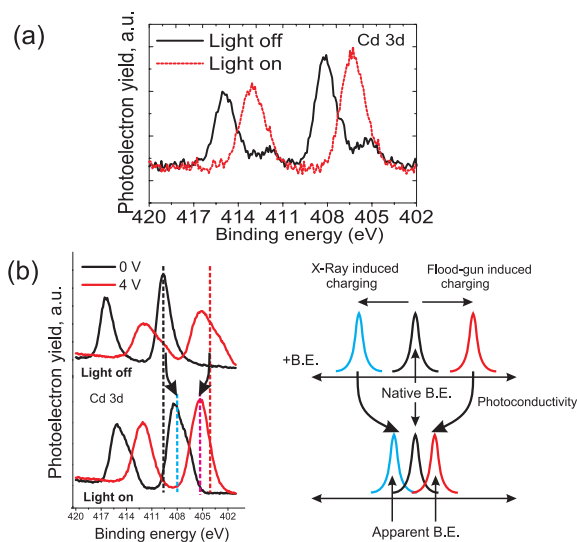 (a)
Light off
Light on
Cd 3d
Photoelectron yield, a.u.
420 417 414 411 408 405 402
Binding energy (eV)
(b)
0 V
4 V
Light off
Cd 3d
Light on
Photoelectron yield, a.u.
420 417 414 411 408 405 402
Binding energy (eV)
X-Ray induced
charging
Flood-gun induced
charging
+B.E.
Native B.E.
Photoconductivity
Apparent B.E.